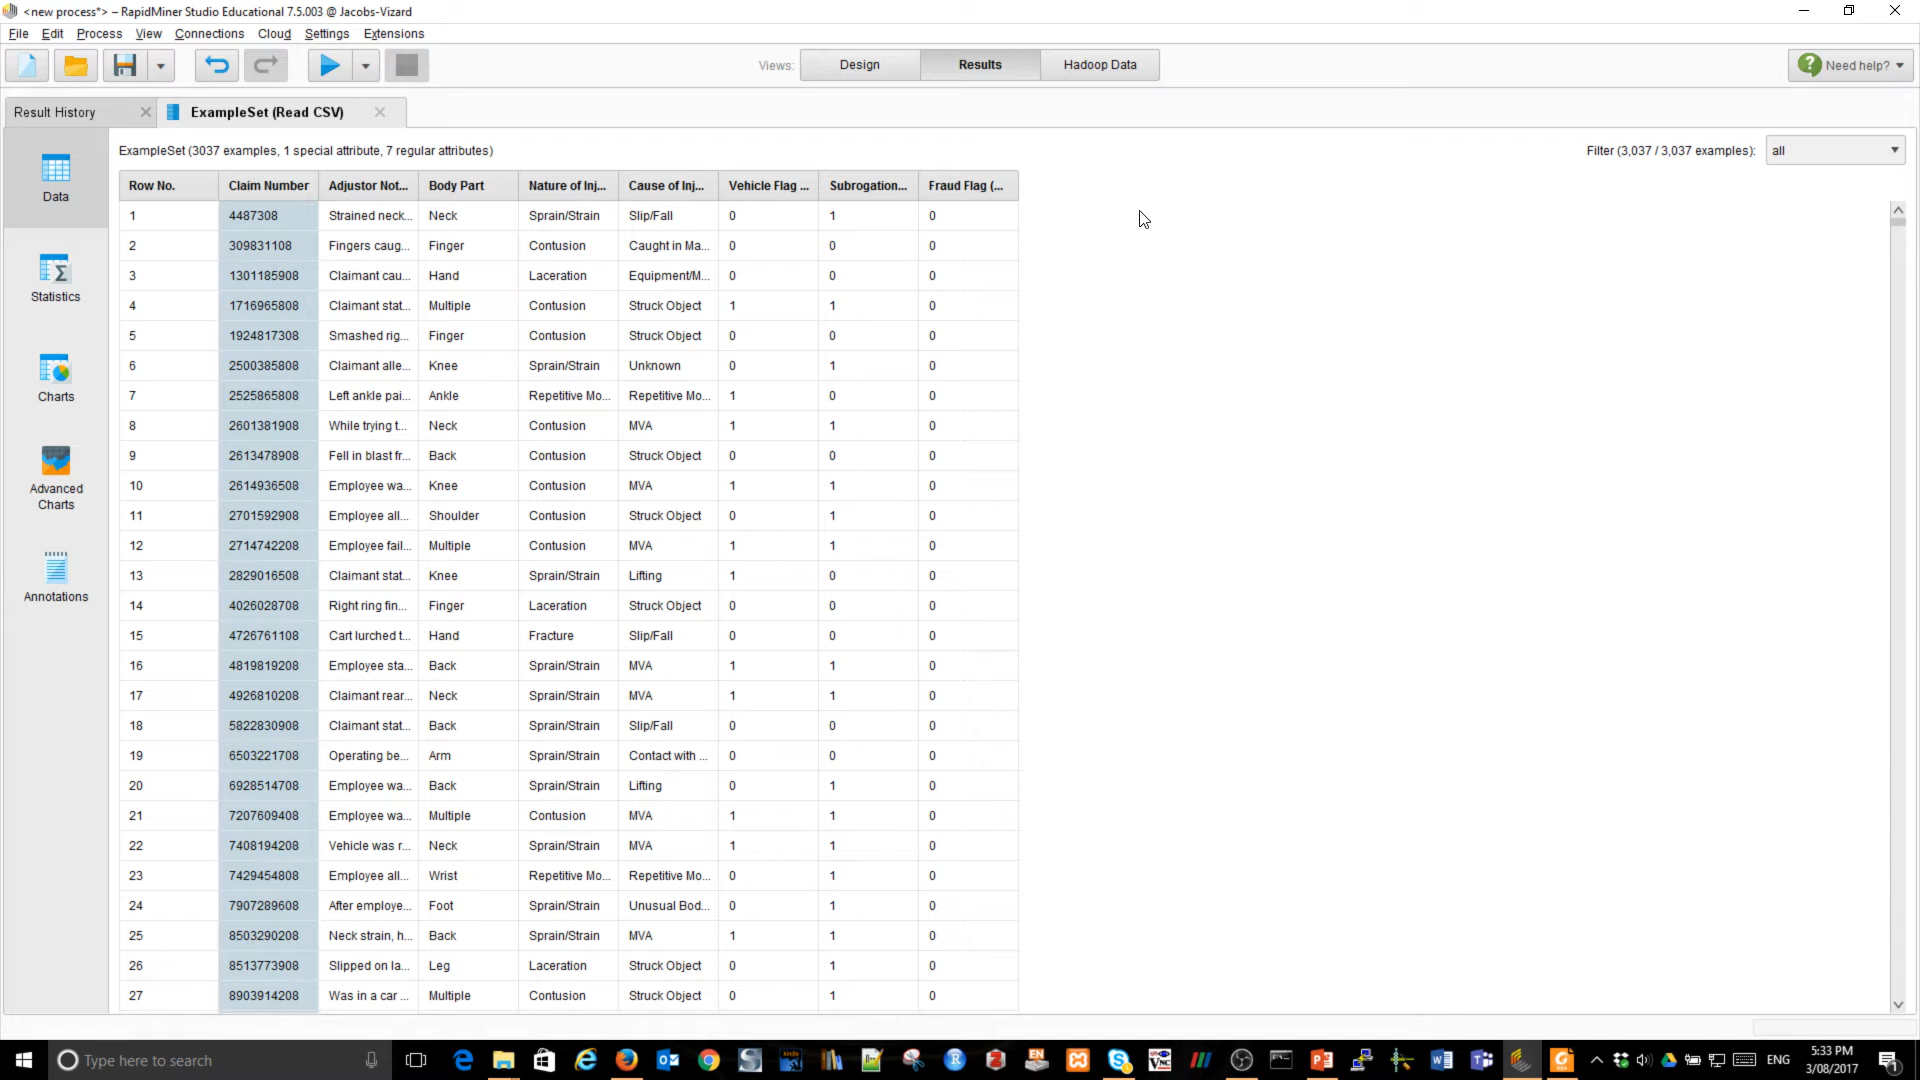 <new process*> – RapidMiner Studio Educational 7.5.003 @ Jacobs-Vizard
File Edit Process View Connections Cloud Settings Extensions
Views: Design Results Hadoop Data Need help?
Result History ExampleSet (Read CSV)
ExampleSet (3037 examples, 1 special attribute, 7 regular attributes) Filter (3,037 / 3,037 examples): all
Data
Statistics
Charts
Advanced
Charts
Annotations
Row No. Claim Number Adjustor Not... Body Part Nature of Inj... Cause of Inj... Vehicle Flag ... Subrogation... Fraud Flag (...
1 4487308 Strained neck... Neck Sprain/Strain Slip/Fall 0 1 0
2 309831108 Fingers caug... Finger Contusion Caught in Ma... 0 0 0
3 1301185908 Claimant cau... Hand Laceration Equipment/M... 0 0 0
4 1716965808 Claimant stat... Multiple Contusion Struck Object 1 1 0
5 1924817308 Smashed rig... Finger Contusion Struck Object 0 0 0
6 2500385808 Claimant alle... Knee Sprain/Strain Unknown 0 1 0
7 2525865808 Left ankle pai... Ankle Repetitive Mo... Repetitive Mo... 1 0 0
8 2601381908 While trying t... Neck Contusion MVA 1 1 0
9 2613478908 Fell in blast fr... Back Contusion Struck Object 0 0 0
10 2614936508 Employee wa... Knee Contusion MVA 1 1 0
11 2701592908 Employee all... Shoulder Contusion Struck Object 0 1 0
12 2714742208 Employee fail... Multiple Contusion MVA 1 1 0
13 2829016508 Claimant stat... Knee Sprain/Strain Lifting 1 0 0
14 4026028708 Right ring fin... Finger Laceration Struck Object 0 0 0
15 4726761108 Cart lurched t... Hand Fracture Slip/Fall 0 0 0
16 4819819208 Employee sta... Back Sprain/Strain MVA 1 1 0
17 4926810208 Claimant rear... Neck Sprain/Strain MVA 1 1 0
18 5822830908 Claimant stat... Back Sprain/Strain Slip/Fall 0 0 0
19 6503221708 Operating be... Arm Sprain/Strain Contact with ... 0 0 0
20 6928514708 Employee wa... Back Sprain/Strain Lifting 0 1 0
21 7207609408 Employee wa... Multiple Contusion MVA 1 1 0
22 7408194208 Vehicle was r... Neck Sprain/Strain MVA 1 1 0
23 7429454808 Employee all... Wrist Repetitive Mo... Repetitive Mo... 0 1 0
24 7907289608 After employe... Foot Sprain/Strain Unusual Bod... 0 1 0
25 8503290208 Neck strain, h... Back Sprain/Strain MVA 1 1 0
26 8513773908 Slipped on la... Leg Laceration Struck Object 0 1 0
27 8903914208 Was in a car ... Multiple Contusion Struck Object 0 1 0
Type here to search ENG
5:33 PM
3/08/2017